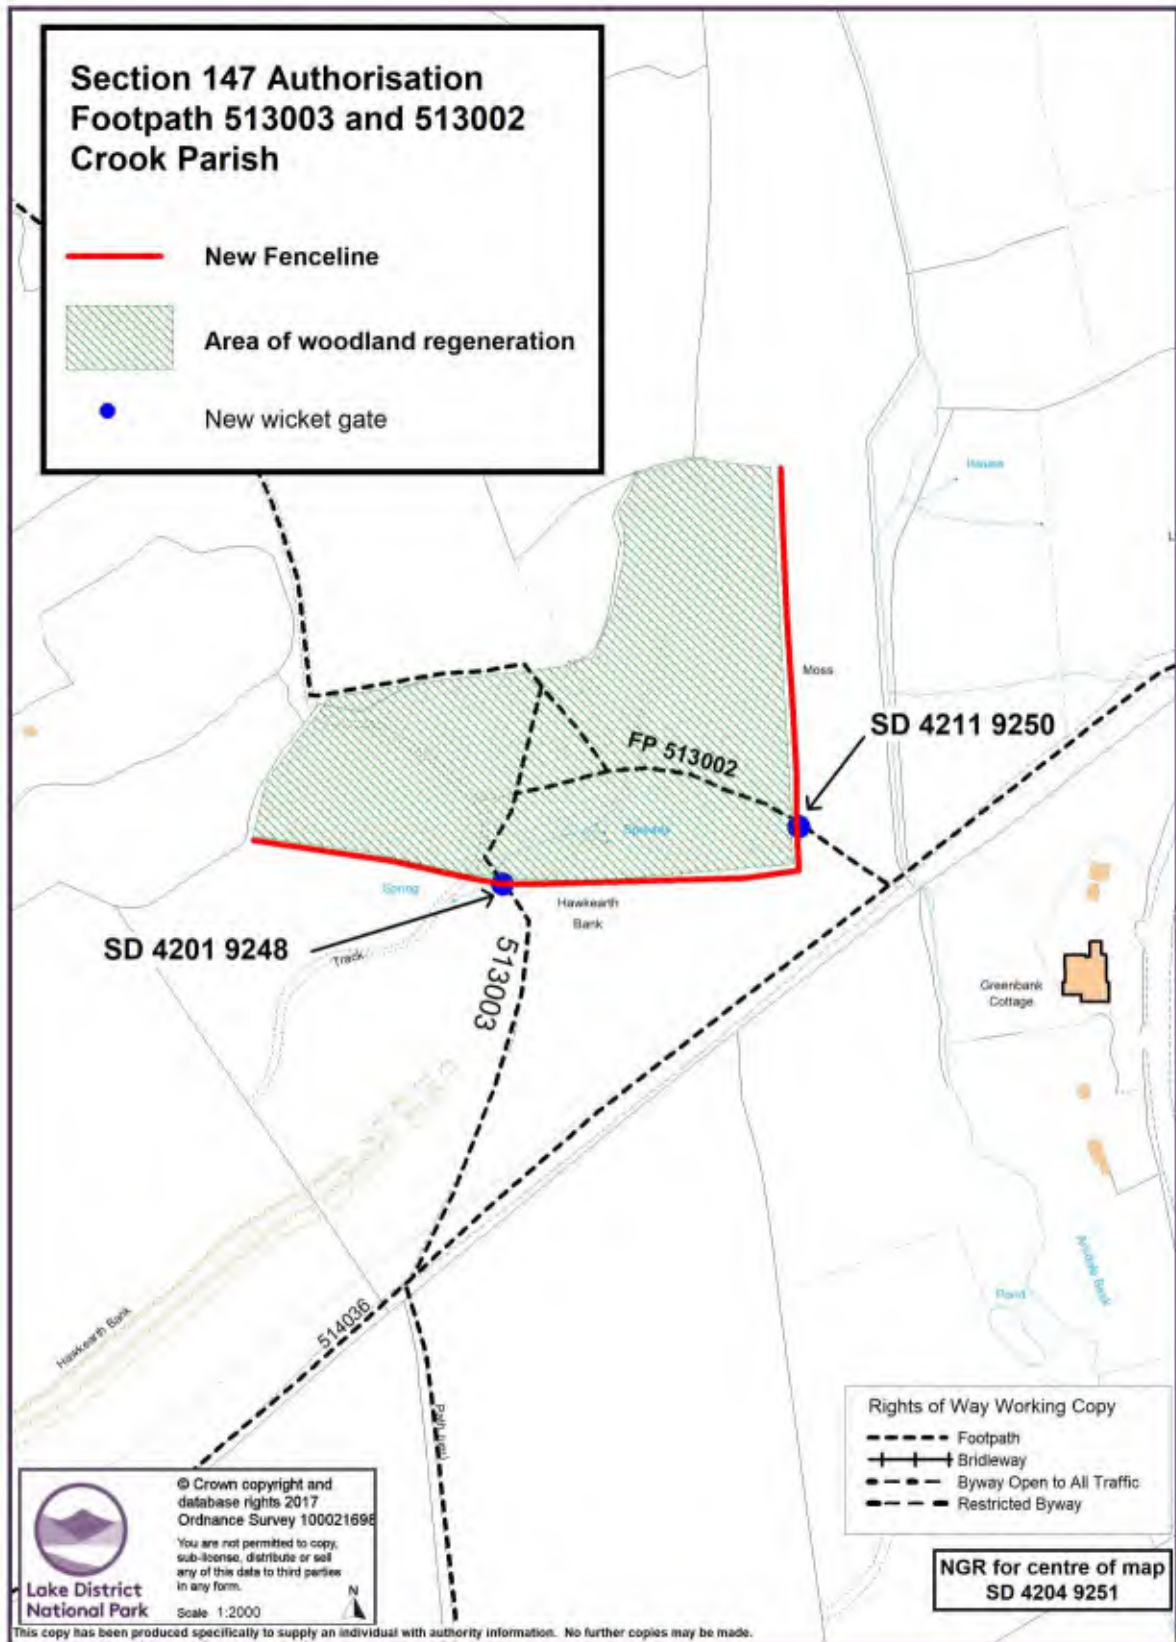 Section 147 Authorisation
Footpath 513003 and 513002
Crook Parish
New Fenceline
Area of woodland regeneration
New wicket gate
Moss
SD 4211 9250
FP 513002
Spring
Hawkearth
Bank
SD 4201 9248
Track
513003
Greenbank
Cottage
Hawkearth Bank
514036
Pond
Rights of Way Working Copy
Footpath
Bridleway
Byway Open to All Traffic
Restricted Byway
Lake District
National Park
© Crown copyright and
database rights 2017
Ordnance Survey 100021698
You are not permitted to copy,
sub-license, distribute or sell
any of this data to third parties
in any form.
Scale 1:2000
N
NGR for centre of map
SD 4204 9251
This copy has been produced specifically to supply an individual with authority information. No further copies may be made.